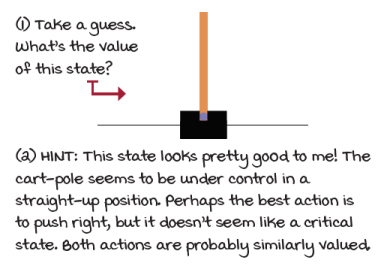 (1) Take a guess.
What's the value
of this state?
(2) HINT: This state looks pretty good to me! The
cart-pole seems to be under control in a
straight-up position. Perhaps the best action is
to push right, but it doesn't seem like a critical
state. Both actions are probably similarly valued.